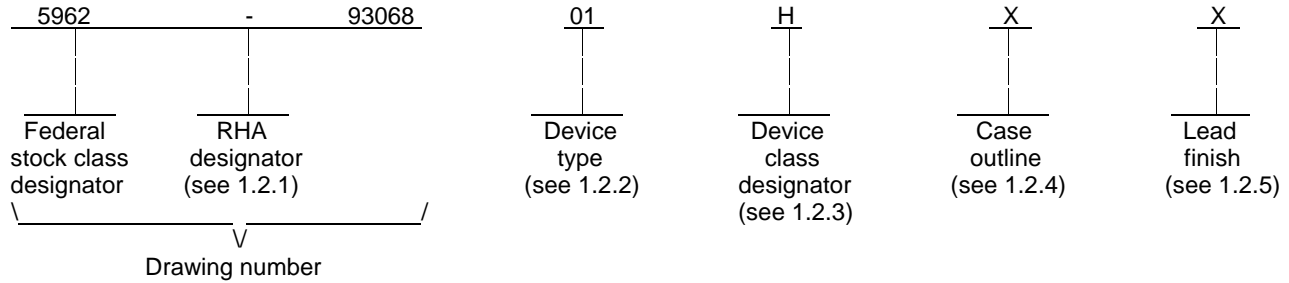 5962 - 93068 01 H X X
Federal RHA Device Device Case Lead
stock class designator type class outline finish
designator (see 1.2.1) (see 1.2.2) designator (see 1.2.4) (see 1.2.5)
(see 1.2.3)
\ /
\/
Drawing number